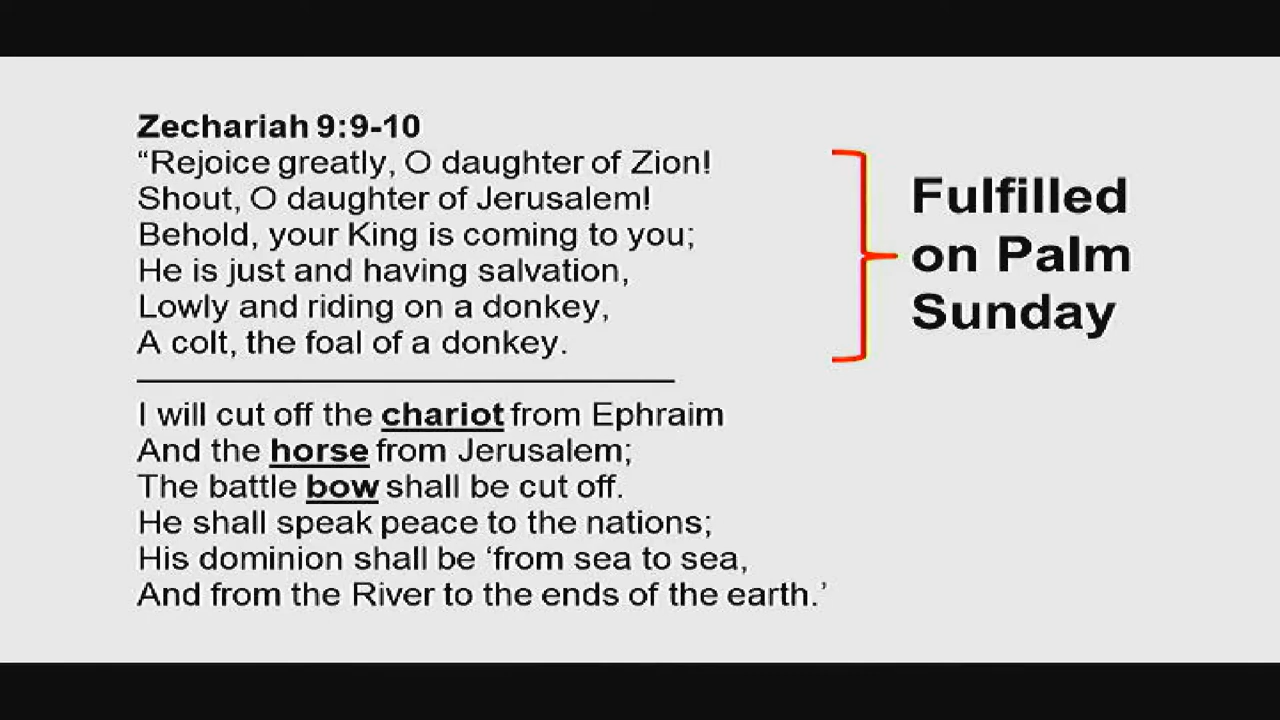 Zechariah 9:9-10
“Rejoice greatly, O daughter of Zion!
Shout, O daughter of Jerusalem!
Behold, your King is coming to you;
He is just and having salvation,
Lowly and riding on a donkey,
A colt, the foal of a donkey.
I will cut off the chariot from Ephraim
And the horse from Jerusalem;
The battle bow shall be cut off.
He shall speak peace to the nations;
His dominion shall be ‘from sea to sea,
And from the River to the ends of the earth.’
Fulfilled
on Palm
Sunday